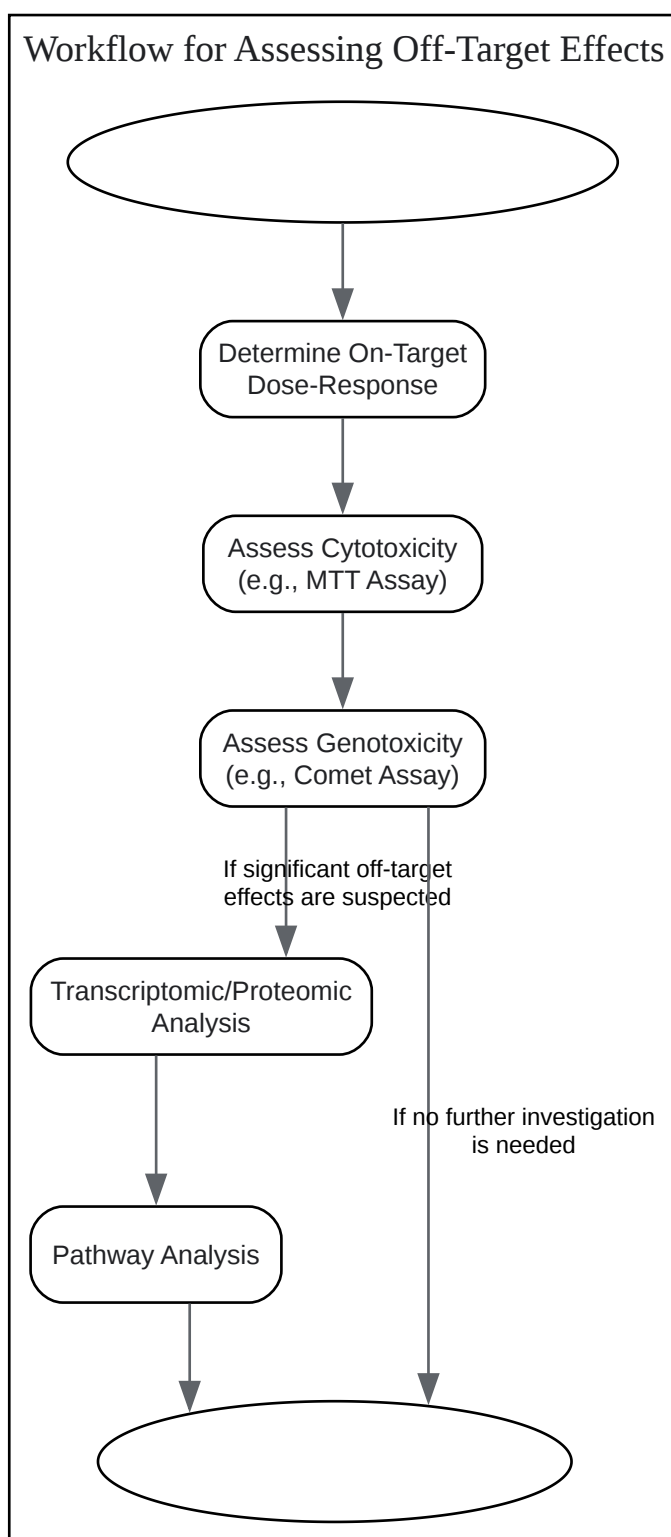 Workflow for Assessing Off-Target Effects
Determine On-Target
Dose-Response
Assess Cytotoxicity
(e.g., MTT Assay)
Assess Genotoxicity
(e.g., Comet Assay)
If significant off-target
effects are suspected
Transcriptomic/Proteomic
Analysis
If no further investigation
is needed
Pathway Analysis